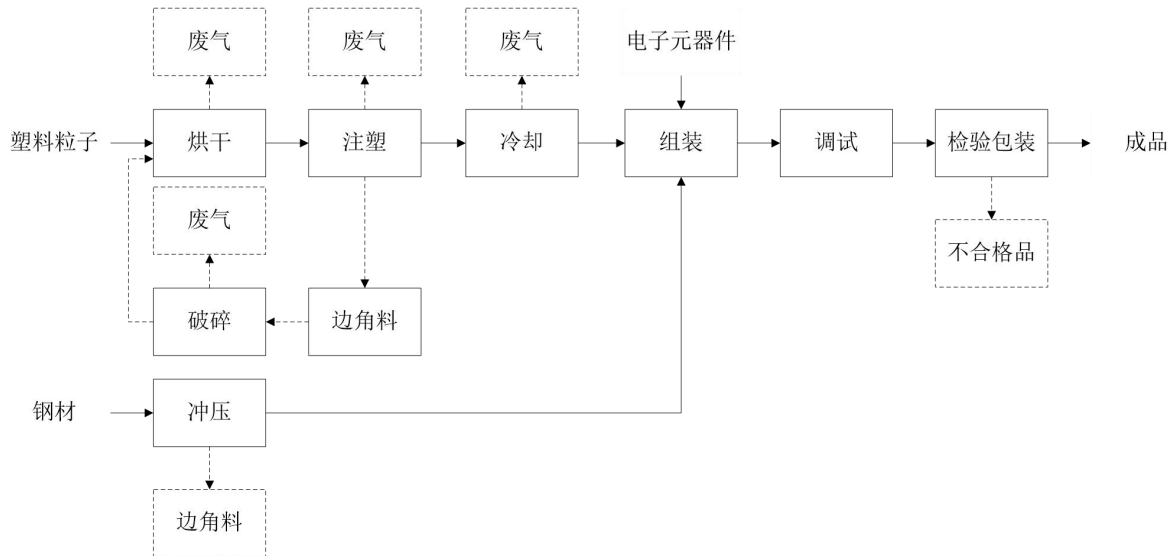 废气
废气
废气
电子元器件
塑料粒子
烘干
注塑
冷却
组装
调试
检验包装
成品
废气
不合格品
破碎
边角料
钢材
冲压
边角料